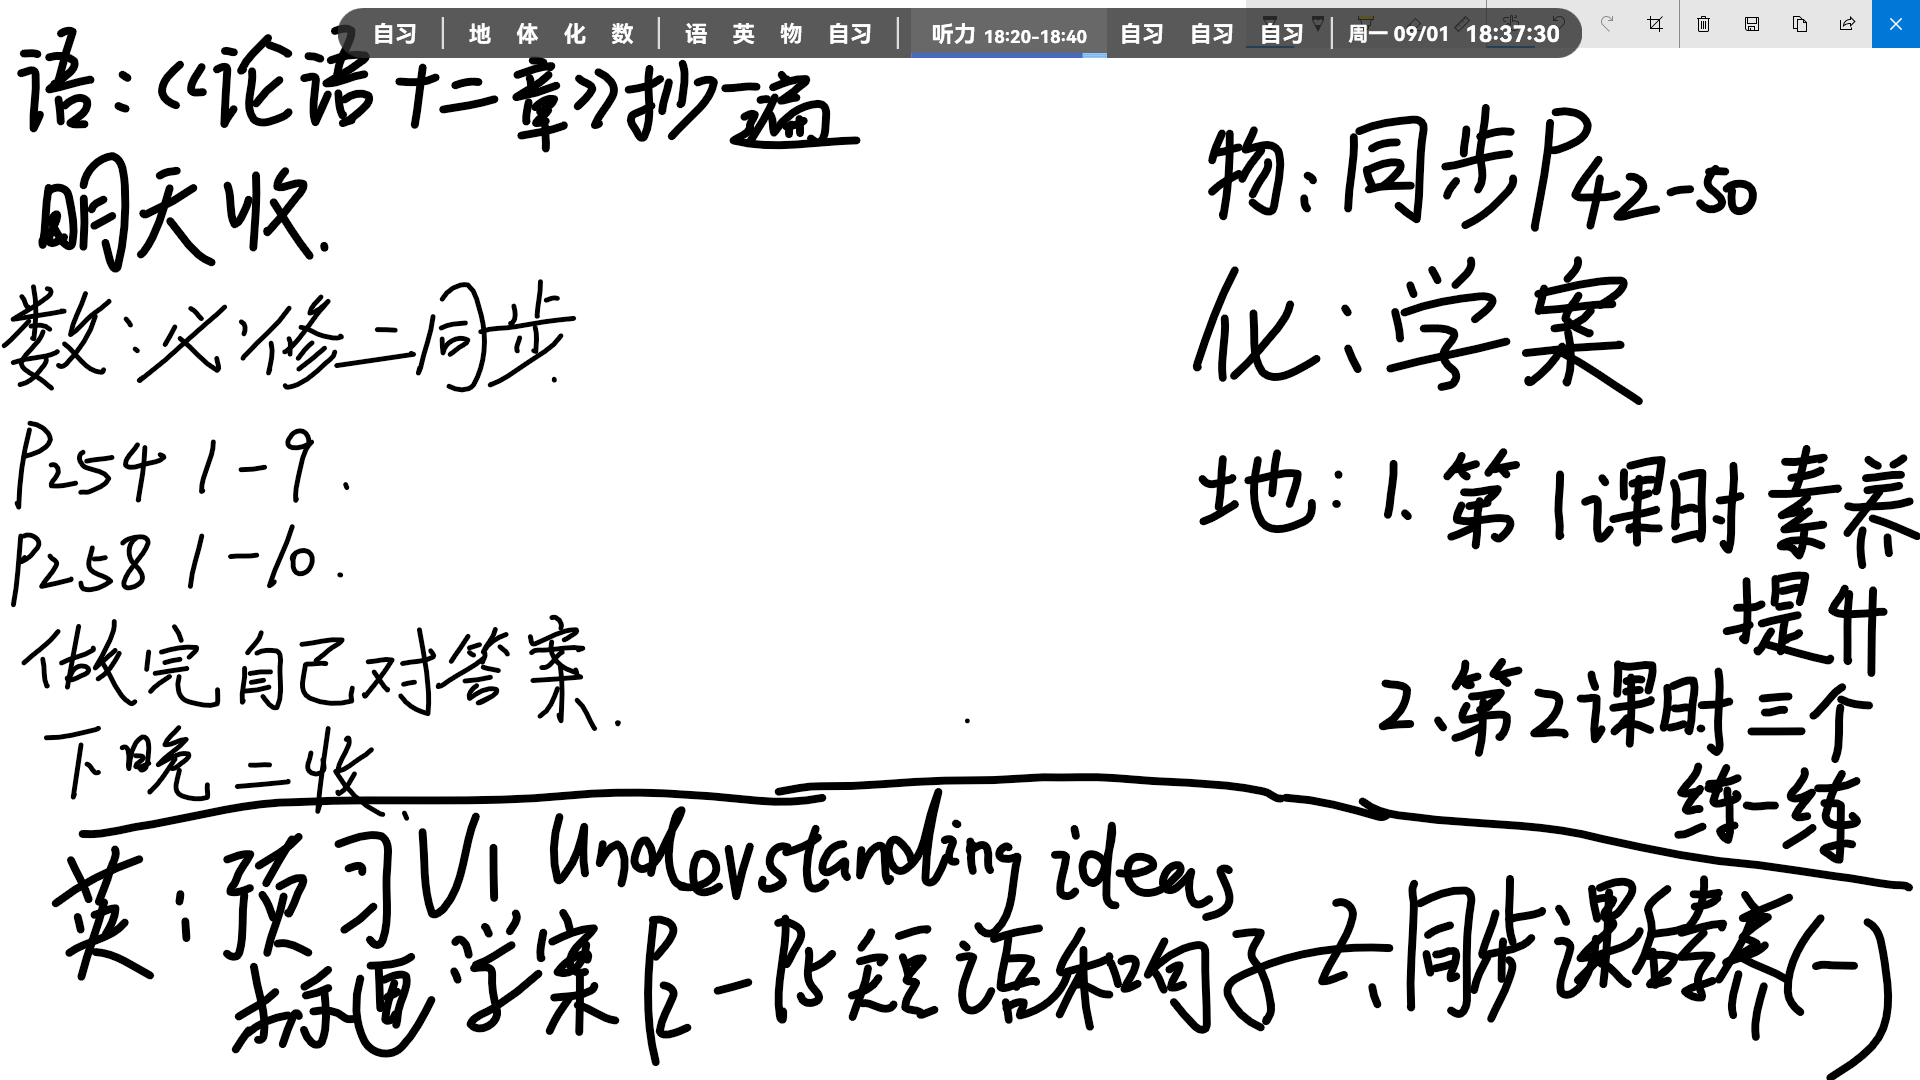 自习 | 地 体 化 数 | 语 英 物 自习 | 听力 18:20-18:40 自习 自习 自习 | 周一 09/01 18:37:30
语:《论语十二章》抄一遍
明天收.
数:必修二同步.
P254 1-9.
P258 1-10.
做完自己对答案.
下晚二收.
物:同步P42-50
化:学案
地:1.第1课时素养
提升
2.第2课时三个
练一练
英:预习U1 Understanding ideas
标画学案P2-P5短语和句子 2.同步课后素养(一)